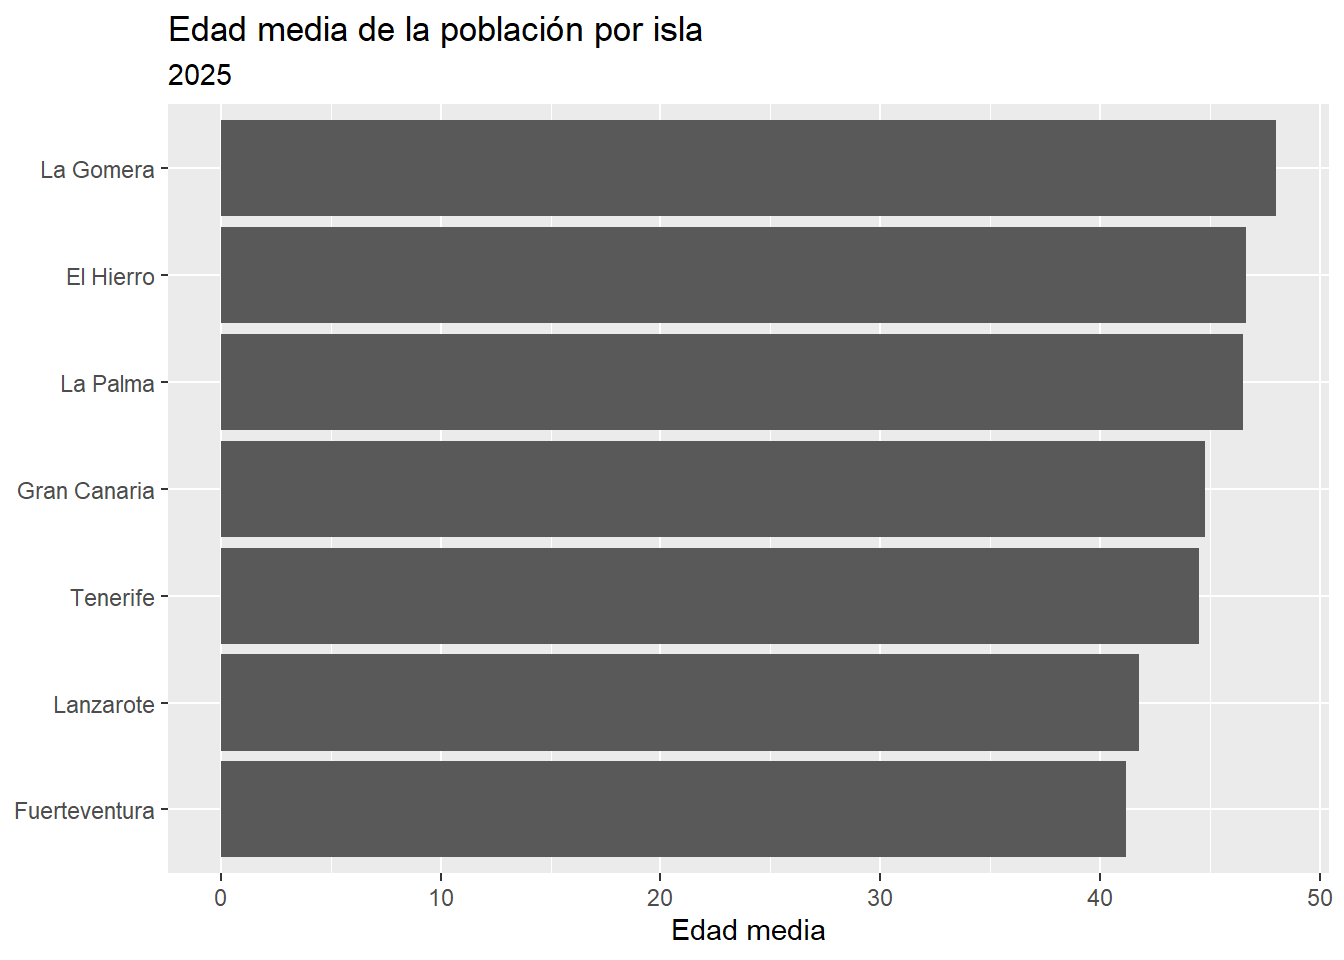 Edad media de la población por isla
2025
La Gomera
El Hierro
La Palma
Gran Canaria
Tenerife
Lanzarote
Fuerteventura
0 10 20 30 40 50
Edad media